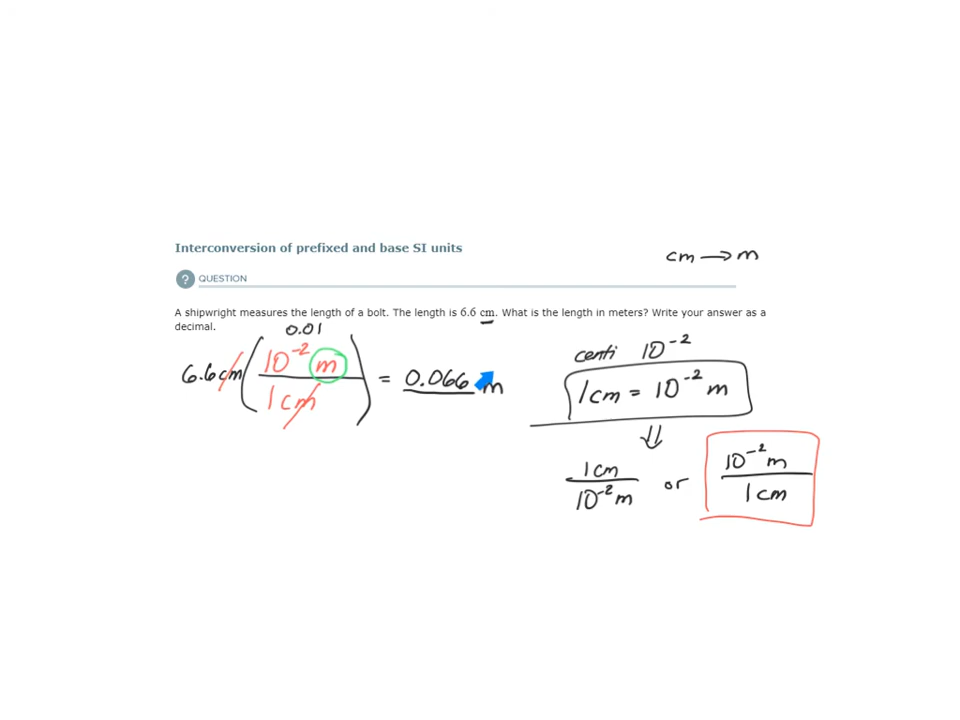 Interconversion of prefixed and base SI units
cm → m
? QUESTION
A shipwright measures the length of a bolt. The length is 6.6 cm. What is the length in meters? Write your answer as a
decimal.
0.01
6.6 cm ( 10⁻² m / 1 cm ) = 0.066 m
centi 10⁻²
1 cm = 10⁻² m
⇓
1 cm / 10⁻² m or 10⁻² m / 1 cm